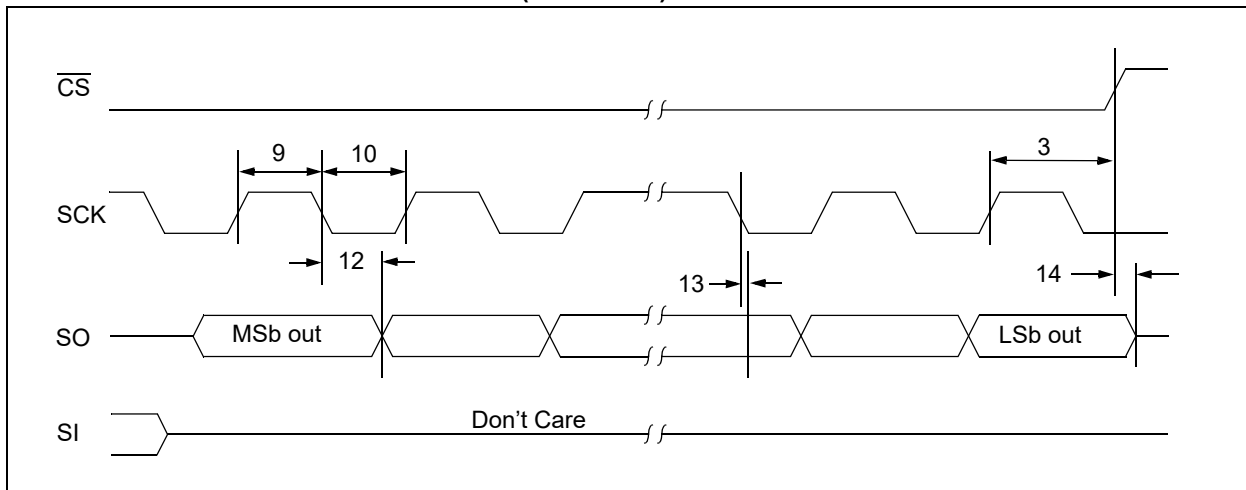 CS
3
9
10
SCK
12
13
14
SO
MSb out
LSb out
SI
Don't Care